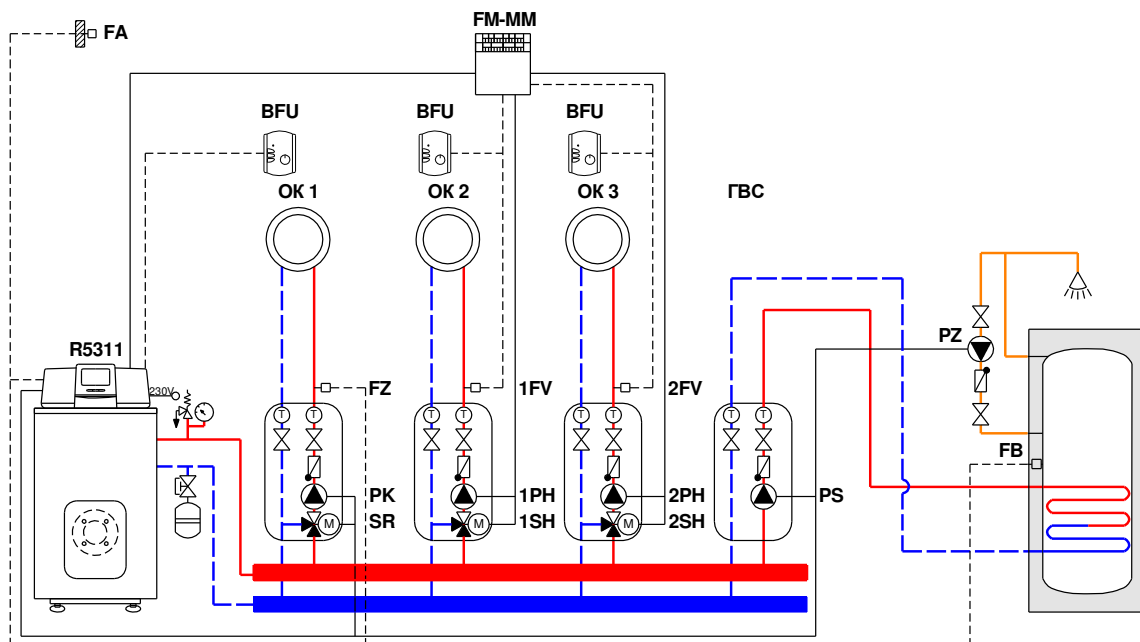 FA
FM-MM
BFU
BFU
BFU
ОК 1
ОК 2
ОК 3
ГВС
R5311
230V
PZ
FZ
1FV
2FV
T
T
T
T
T
T
T
T
FB
PK
1PH
2PH
PS
SR
1SH
2SH
M
M
M